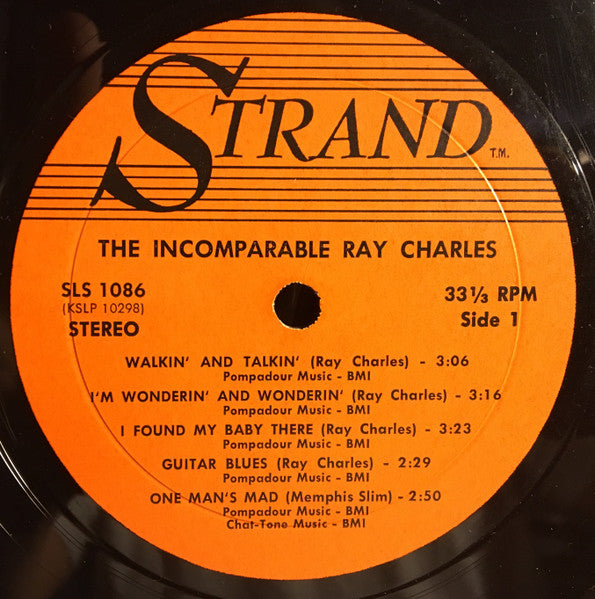 STRAND T.M.
THE INCOMPARABLE RAY CHARLES
SLS 1086
(KSLP 10298)
STEREO
33⅓ RPM
Side 1
WALKIN' AND TALKIN' (Ray Charles) - 3:06
Pompadour Music - BMI
I'M WONDERIN' AND WONDERIN' (Ray Charles) - 3:16
Pompadour Music - BMI
I FOUND MY BABY THERE (Ray Charles) - 3:23
Pompadour Music - BMI
GUITAR BLUES (Ray Charles) - 2:29
Pompadour Music - BMI
ONE MAN'S MAD (Memphis Slim) - 2:50
Pompadour Music - BMI
Chat-Tone Music - BMI